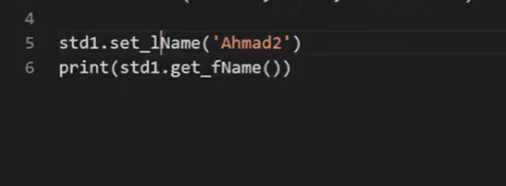 4
5 std1.set_lName('Ahmad2')
6 print(std1.get_fName())